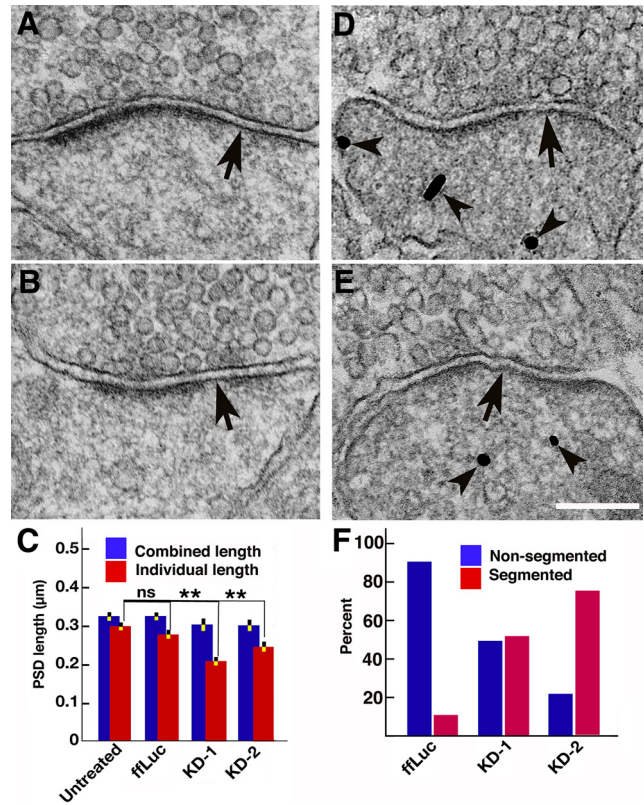 A
D
B
E
C
0.5
0.4
0.3
0.2
0.1
0
PSD length (μm)
Combined length
Individual length
ns
**
**
Untreated
ffLuc
KD-1
KD-2
F
100
80
60
40
20
Percent
Non-segmented
Segmented
ffLuc
KD-1
KD-2